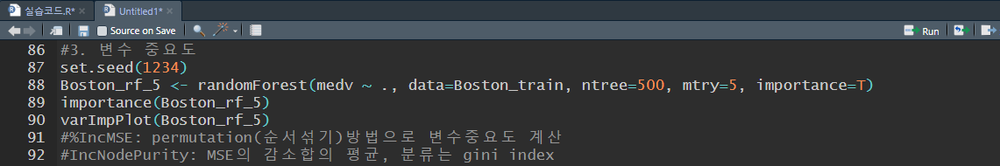 실습코드.R* Untitled1*
Source on Save Run
86 #3. 변수 중요도
87 set.seed(1234)
88 Boston_rf_5 <- randomForest(medv ~ ., data=Boston_train, ntree=500, mtry=5, importance=T)
89 importance(Boston_rf_5)
90 varImpPlot(Boston_rf_5)
91 #%IncMSE: permutation(순서섞기)방법으로 변수중요도 계산
92 #IncNodePurity: MSE의 감소합의 평균, 분류는 gini index